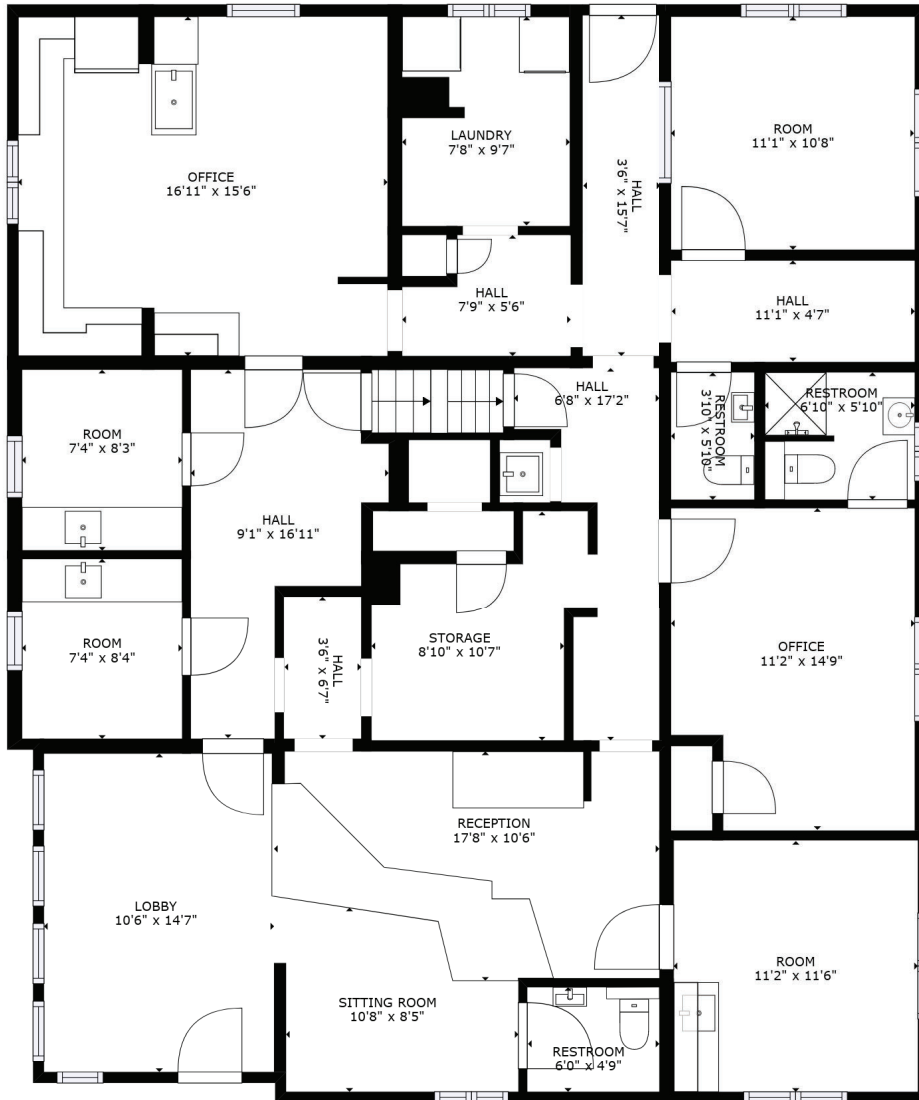 OFFICE
16'11" x 15'6"
LAUNDRY
7'8" x 9'7"
HALL
3'6" x 15'7"
ROOM
11'1" x 10'8"
HALL
7'9" x 5'6"
HALL
11'1" x 4'7"
HALL
6'8" x 17'2"
RESTROOM
3'10" x 5'10"
RESTROOM
6'10" x 5'10"
ROOM
7'4" x 8'3"
HALL
9'1" x 16'11"
ROOM
7'4" x 8'4"
HALL
3'6" x 6'7"
STORAGE
8'10" x 10'7"
OFFICE
11'2" x 14'9"
RECEPTION
17'8" x 10'6"
LOBBY
10'6" x 14'7"
SITTING ROOM
10'8" x 8'5"
RESTROOM
6'0" x 4'9"
ROOM
11'2" x 11'6"